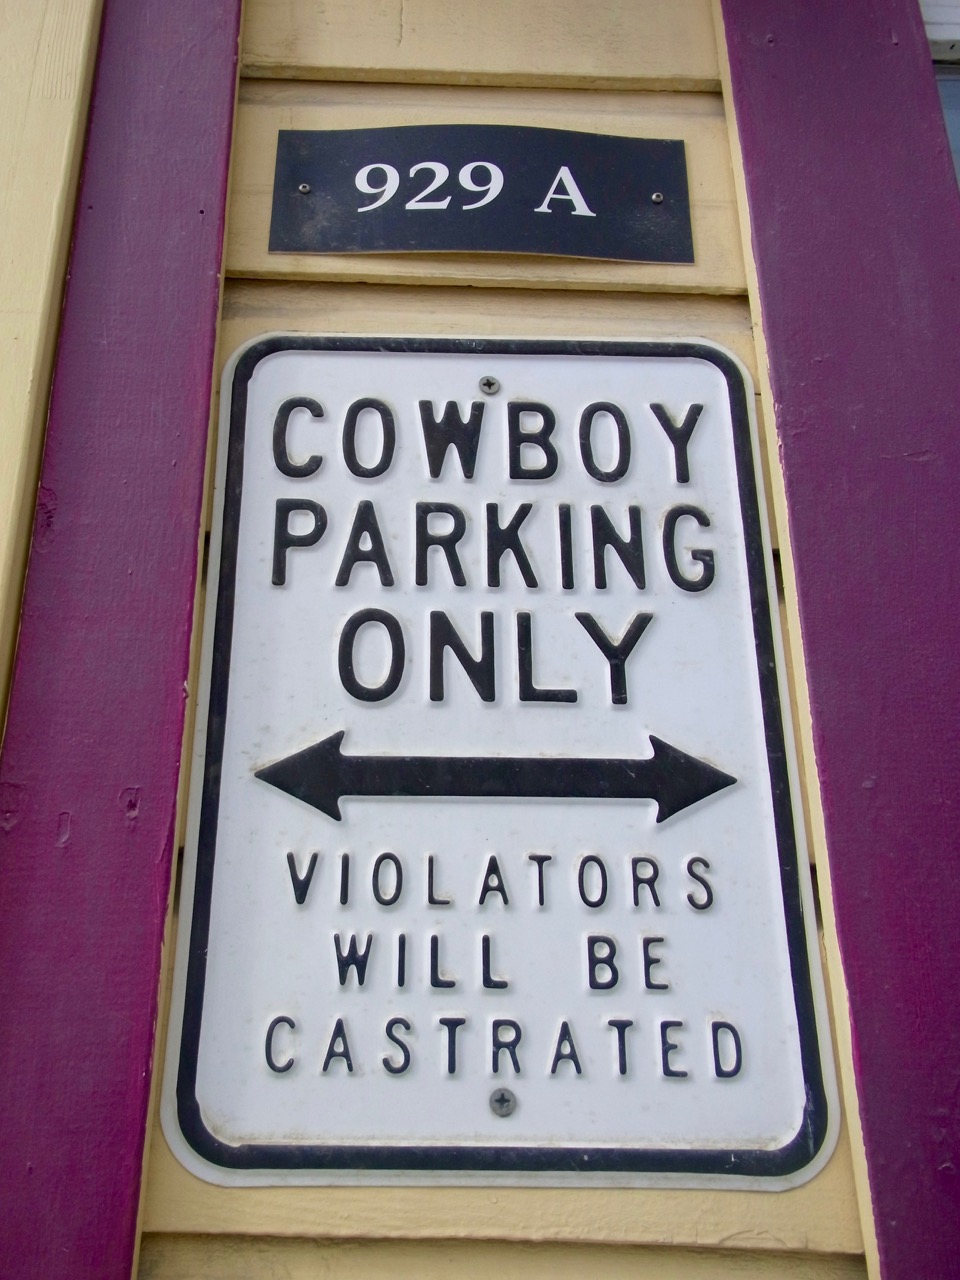 929 A
COWBOY
PARKING
ONLY
VIOLATORS
WILL BE
CASTRATED